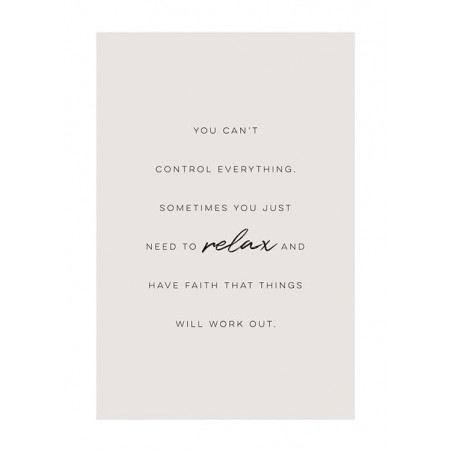 YOU CAN'T
CONTROL EVERYTHING.
SOMETIMES YOU JUST
NEED TO relax AND
HAVE FAITH THAT THINGS
WILL WORK OUT.